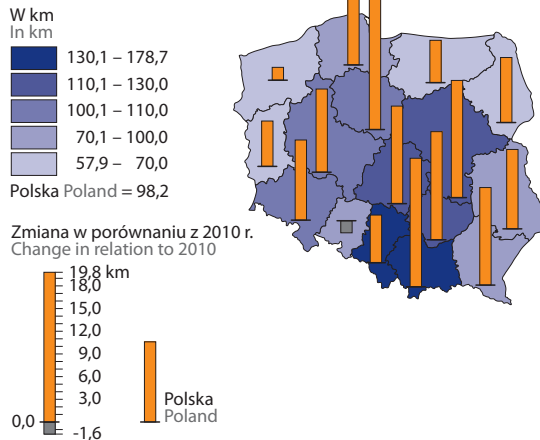 W km
In km
130,1 – 178,7
110,1 – 130,0
100,1 – 110,0
70,1 – 100,0
57,9 – 70,0
Polska Poland = 98,2
Zmiana w porównaniu z 2010 r.
Change in relation to 2010
19,8 km
18,0
15,0
12,0
9,0
6,0
3,0
0,0
-1,6
Polska
Poland